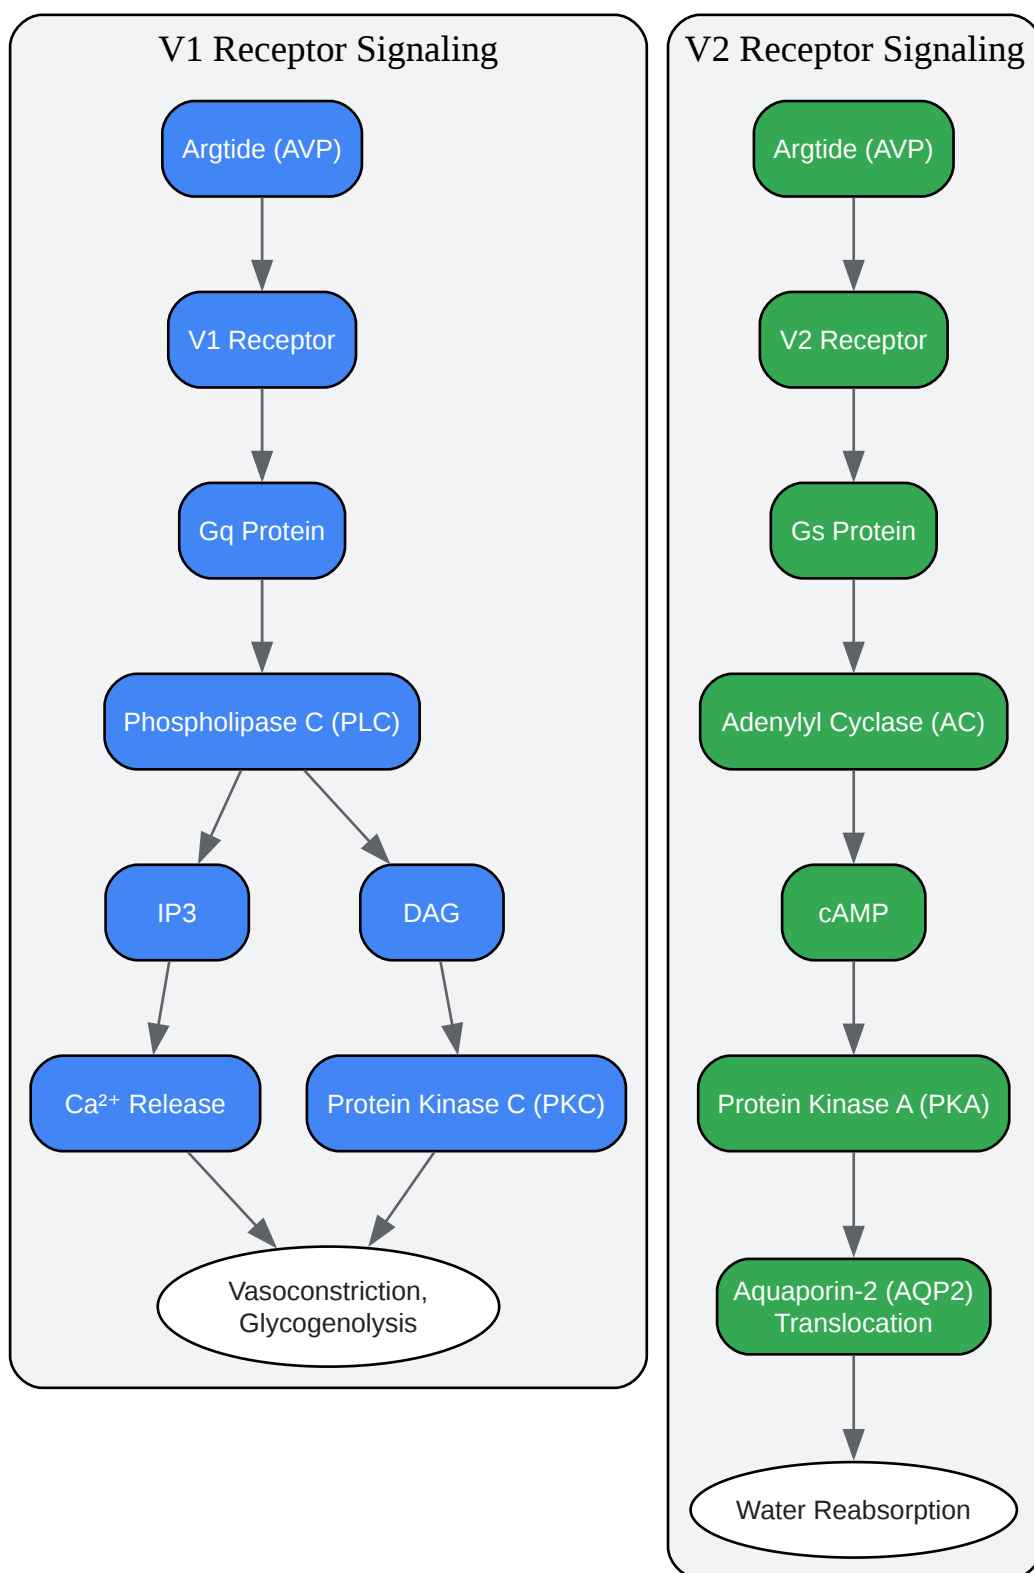 V1 Receptor Signaling
Argtide (AVP)
V1 Receptor
Gq Protein
Phospholipase C (PLC)
IP3
DAG
Ca²⁺ Release
Protein Kinase C (PKC)
Vasoconstriction,
Glycogenolysis
V2 Receptor Signaling
Argtide (AVP)
V2 Receptor
Gs Protein
Adenylyl Cyclase (AC)
cAMP
Protein Kinase A (PKA)
Aquaporin-2 (AQP2)
Translocation
Water Reabsorption